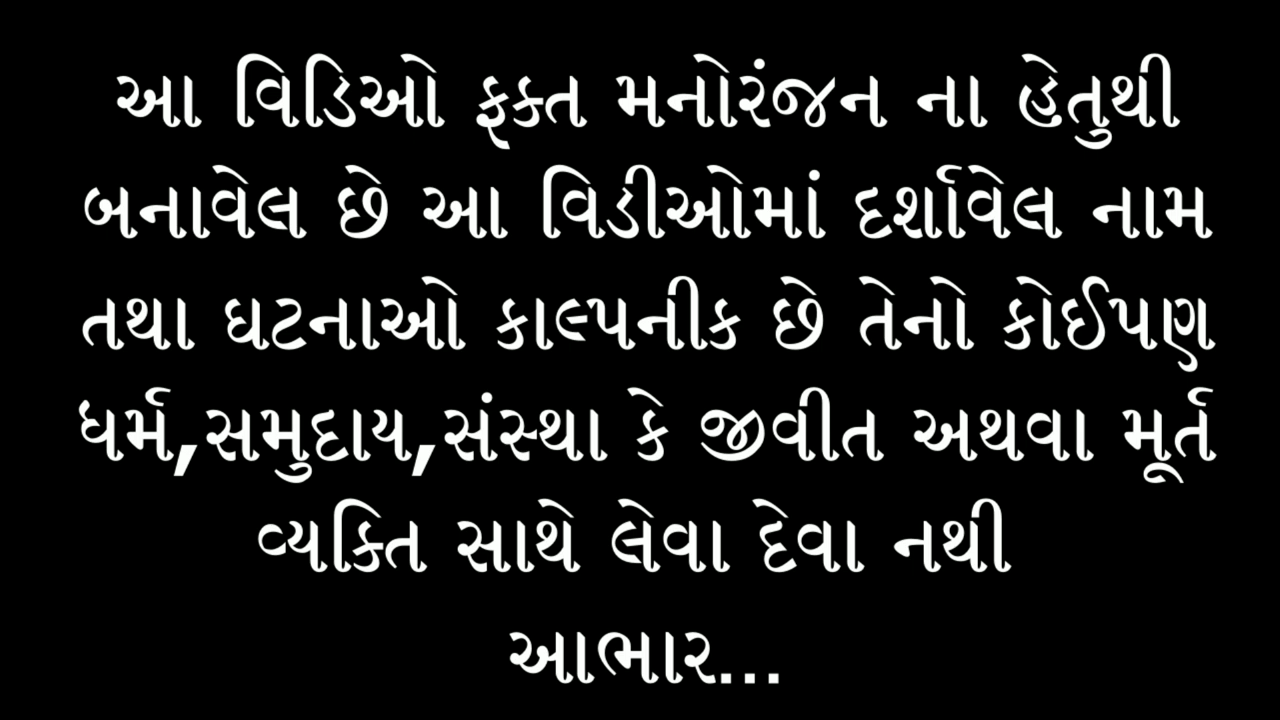 આ વિડિઓ ફક્ત મનોરંજન ના હેતુથી
બનાવેલ છે આ વિડીઓમાં દર્શાવેલ નામ
તથા ઘટનાઓ કાલ્પનીક છે તેનો કોઈપણ
ધર્મ,સમુદાય,સંસ્થા કે જીવીત અથવા મૂર્ત
વ્યક્તિ સાથે લેવા દેવા નથી
આભાર...